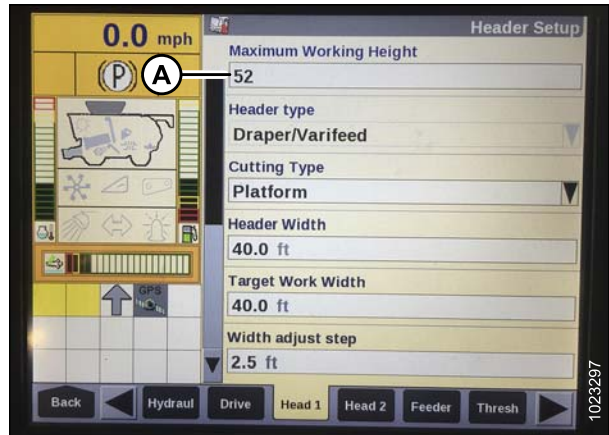 0.0 mph
Header Setup
(P)
A
Maximum Working Height
52
Header type
Draper/Varifeed
Cutting Type
Platform
Header Width
40.0 ft
Target Work Width
40.0 ft
GPS
Width adjust step
2.5 ft
Back
Hydraul
Drive
Head 1
Head 2
Feeder
Thresh
1023297